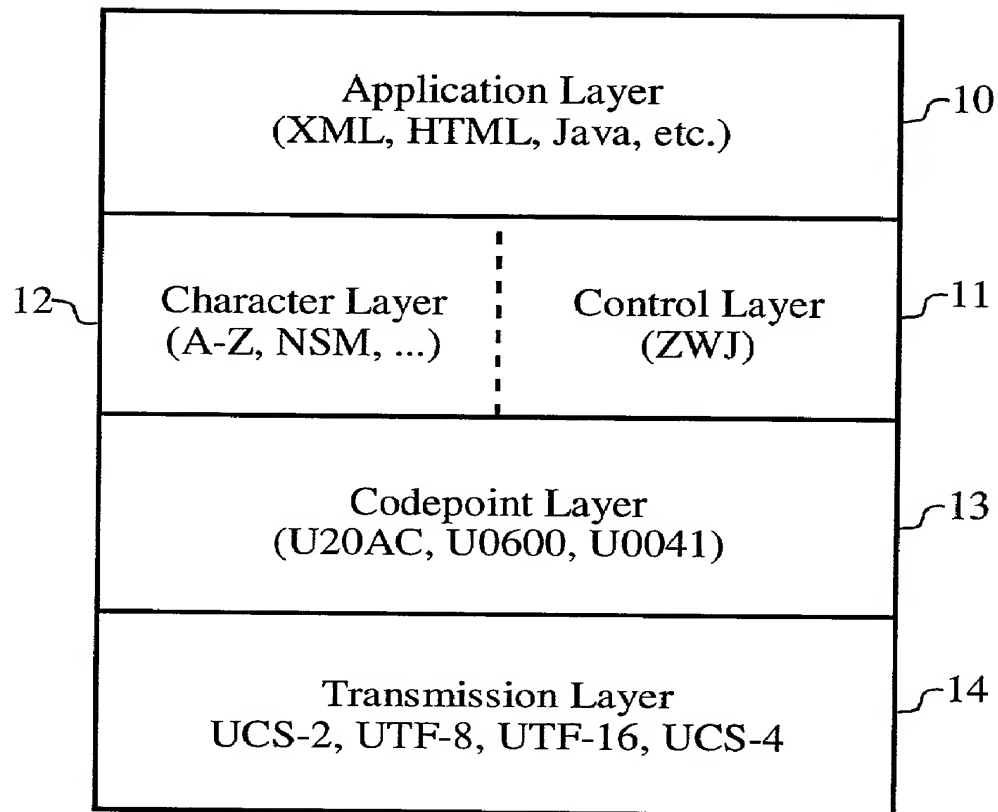 Application Layer
(XML, HTML, Java, etc.)
10
12
Character Layer
(A-Z, NSM, ...)
Control Layer
(ZWJ)
11
Codepoint Layer
(U20AC, U0600, U0041)
13
Transmission Layer
UCS-2, UTF-8, UTF-16, UCS-4
14